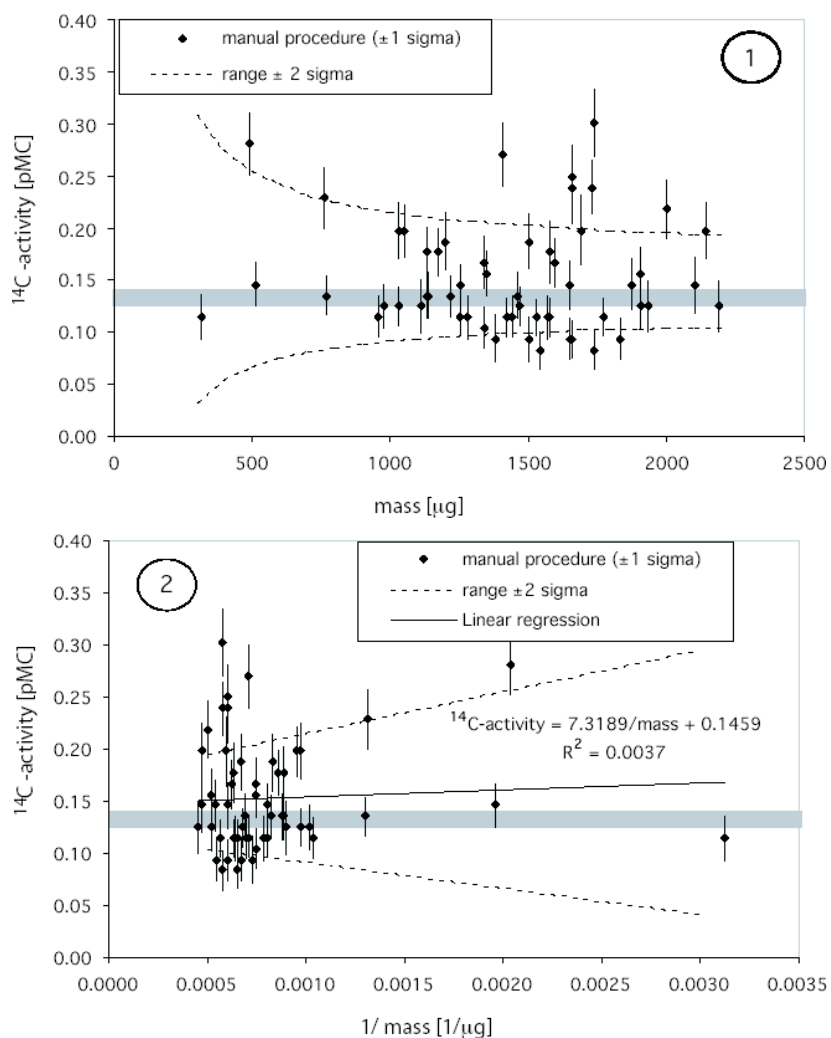 0.40
manual procedure (±1 sigma)
range ± 2 sigma
1
0.35
0.30
0.25
0.20
0.15
0.10
0.05
0.00
¹⁴C -activity [pMC]
0 500 1000 1500 2000 2500
mass [µg]
0.40
manual procedure (±1 sigma)
range ±2 sigma
Linear regression
2
0.35
0.30
0.25
0.20
0.15
0.10
0.05
0.00
¹⁴C -activity [pMC]
¹⁴C-activity = 7.3189/mass + 0.1459
R² = 0.0037
0.0000 0.0005 0.0010 0.0015 0.0020 0.0025 0.0030 0.0035
1/ mass [1/µg]